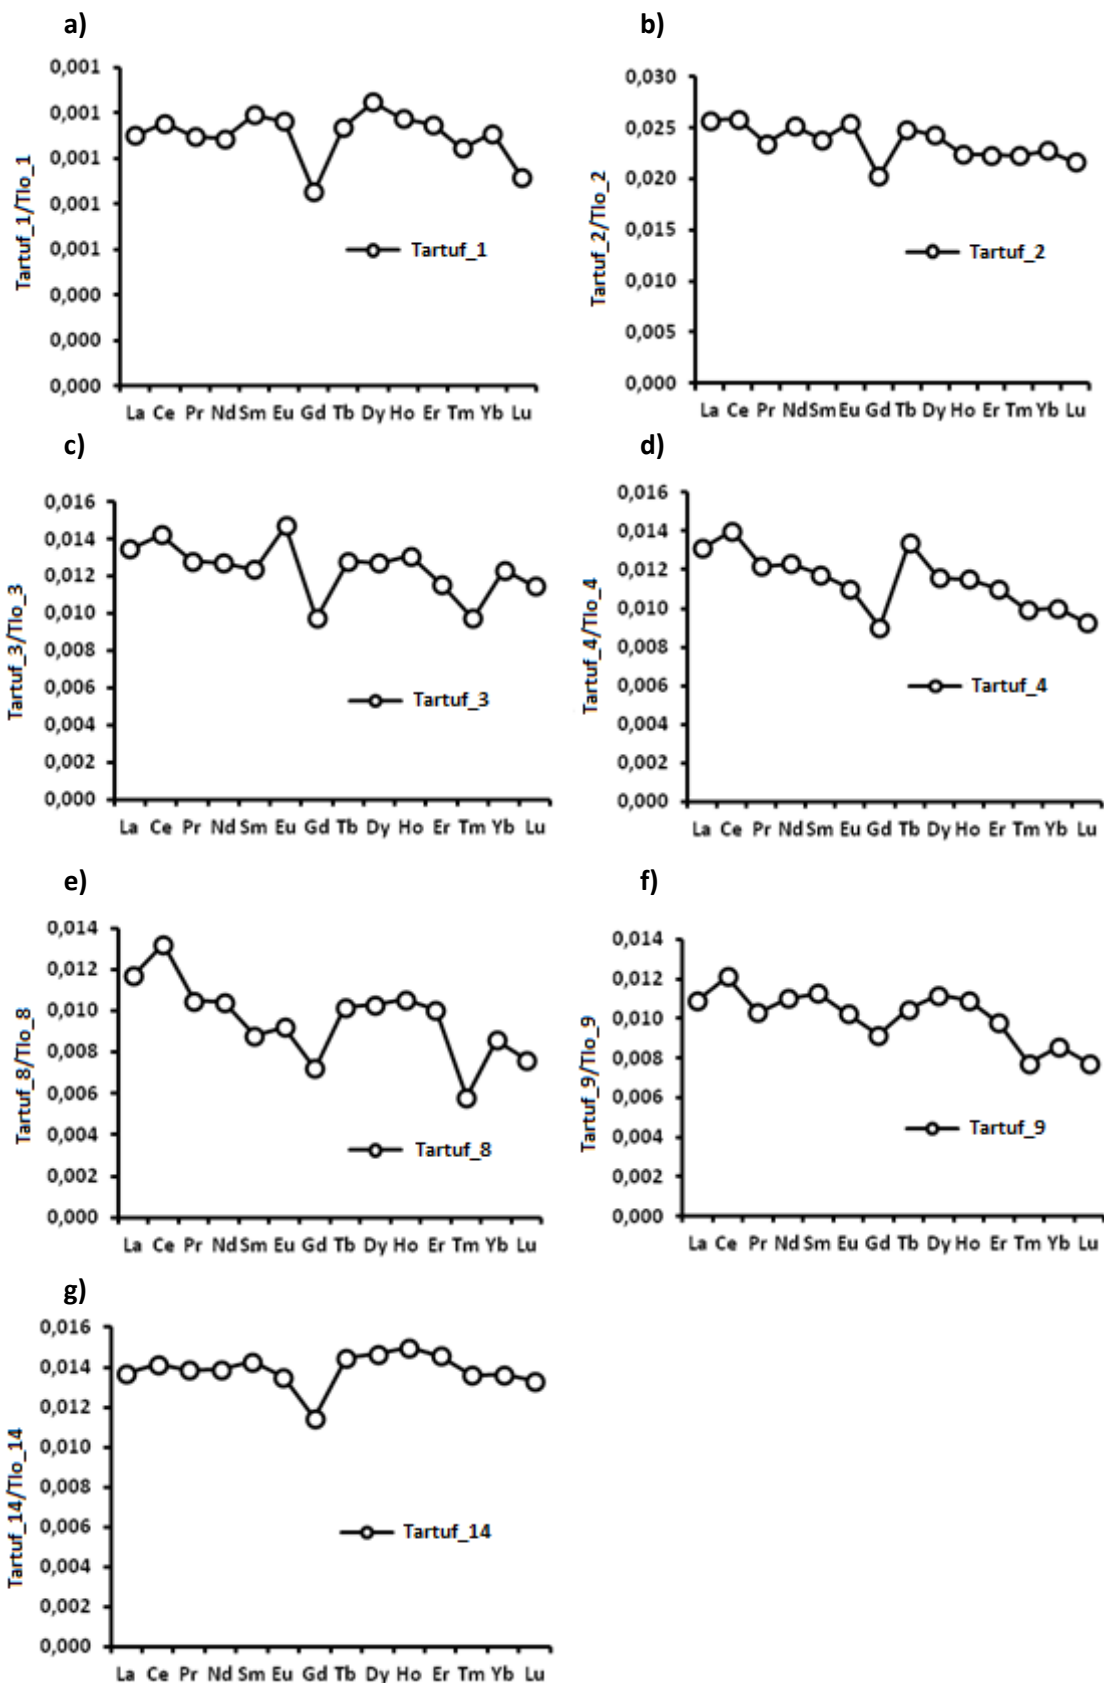 a)
0,001
0,001
0,001
0,001
0,001
0,000
0,000
0,000
Tartuf_1/Tlo_1
Tartuf_1
La Ce Pr Nd Sm Eu Gd Tb Dy Ho Er Tm Yb Lu
b)
0,030
0,025
0,020
0,015
0,010
0,005
0,000
Tartuf_2/Tlo_2
Tartuf_2
La Ce Pr Nd Sm Eu Gd Tb Dy Ho Er Tm Yb Lu
c)
0,016
0,014
0,012
0,010
0,008
0,006
0,004
0,002
0,000
Tartuf_3/Tlo_3
Tartuf_3
La Ce Pr Nd Sm Eu Gd Tb Dy Ho Er Tm Yb Lu
d)
0,016
0,014
0,012
0,010
0,008
0,006
0,004
0,002
0,000
Tartuf_4/Tlo_4
Tartuf_4
La Ce Pr Nd Sm Eu Gd Tb Dy Ho Er Tm Yb Lu
e)
0,014
0,012
0,010
0,008
0,006
0,004
0,002
0,000
Tartuf_8/Tlo_8
Tartuf_8
La Ce Pr Nd Sm Eu Gd Tb Dy Ho Er Tm Yb Lu
f)
0,014
0,012
0,010
0,008
0,006
0,004
0,002
0,000
Tartuf_9/Tlo_9
Tartuf_9
La Ce Pr Nd Sm Eu Gd Tb Dy Ho Er Tm Yb Lu
g)
0,016
0,014
0,012
0,010
0,008
0,006
0,004
0,002
0,000
Tartuf_14/Tlo_14
Tartuf_14
La Ce Pr Nd Sm Eu Gd Tb Dy Ho Er Tm Yb Lu